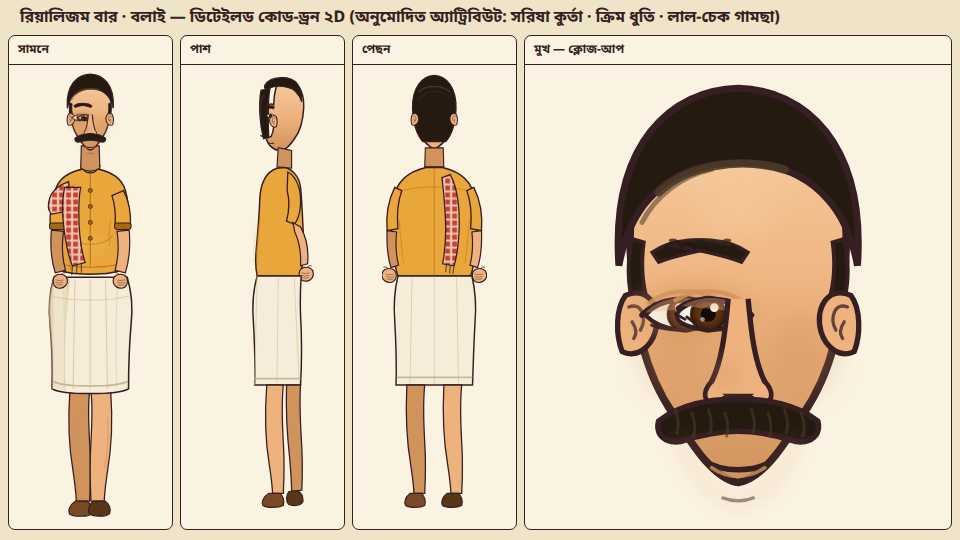 রিয়ালিজম বার · বলাই — ডিটেইলড কোড-ড্রন ২D (অনুমোদিত অ্যাট্রিবিউট: সরিষা কুর্তা · ক্রিম ধুতি · লাল-চেক গামছা)
সামনে
পাশ
পেছন
মুখ — ক্লোজ-আপ